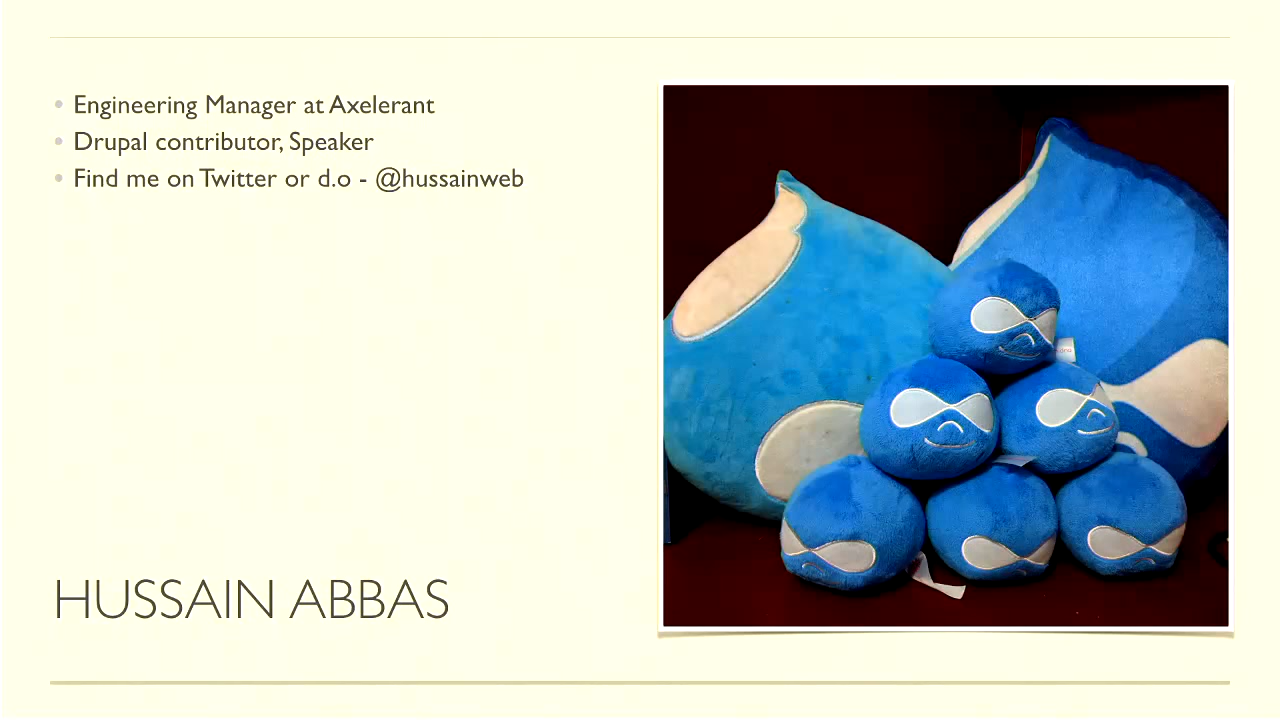 • Engineering Manager at Axelerant
• Drupal contributor, Speaker
• Find me on Twitter or d.o - @hussainweb
HUSSAIN ABBAS